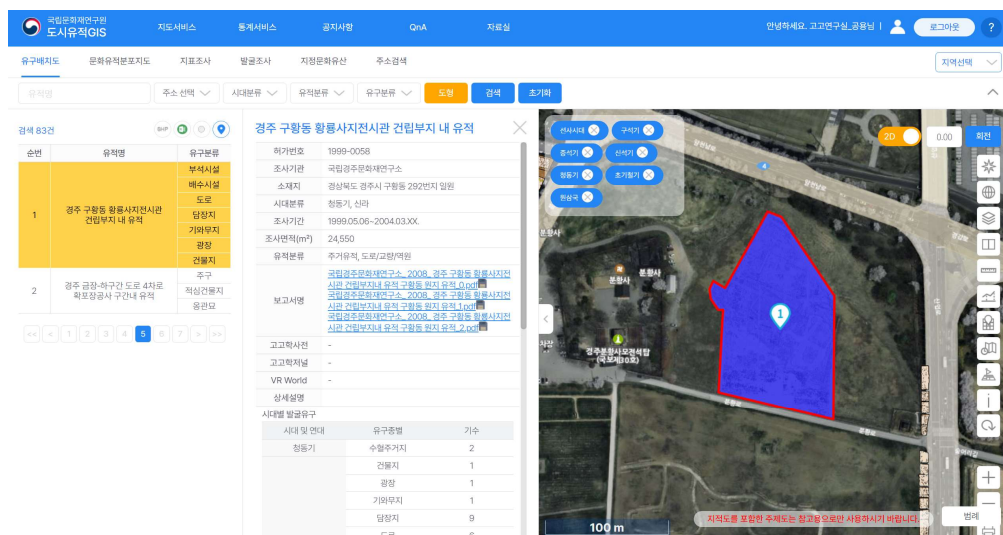 국립문화재연구원
도시유적GIS
지도서비스
통계서비스
공지사항
QnA
자료실
안녕하세요. 고고연구실_공용님 |
로그아웃
?
유구배치도
문화유적분포지도
지표조사
발굴조사
지정문화유산
주소검색
지역선택
유적명
주소 선택
시대분류
유적분류
유구분류
도형
검색
초기화
검색 83건
SHP
순번
유적명
유구분류
1
경주 구황동 황룡사지전시관
건립부지 내 유적
부석시설
배수시설
도로
담장지
기와무지
광장
건물지
2
경주 금장-하구간 도로 4차로
확포장공사 구간내 유적
주구
적심건물지
옹관묘
<< < 1 2 3 4 5 6 7 > >>
경주 구황동 황룡사지전시관 건립부지 내 유적
허가번호 1999-0058
조사기관 국립경주문화재연구소
소재지 경상북도 경주시 구황동 292번지 일원
시대분류 청동기, 신라
조사기간 1999.05.06~2004.03.XX.
조사면적(m²) 24,550
유적분류 주거유적, 도로/교량/역원
보고서명
국립경주문화재연구소_2008_ 경주 구황동 황룡사지전
시관 건립부지내 유적 구황동 원지 유적_0.pdf
국립경주문화재연구소_2008_ 경주 구황동 황룡사지전
시관 건립부지내 유적 구황동 원지 유적_1.pdf
국립경주문화재연구소_2008_ 경주 구황동 황룡사지전
시관 건립부지내 유적 구황동 원지 유적_2.pdf
고고학사전 -
고고학저널 -
VR World -
상세설명
시대별 발굴유구
시대 및 연대 유구종별 기수
청동기 수혈주거지 2
건물지 1
광장 1
기와무지 1
담장지 9
도로 6
선사시대
구석기
중석기
신석기
청동기
초기철기
원삼국
2D
0.00
회전
4
분황사
분황사
분황사
경주분황사모전석탑
(국보제30호)
1
분황로
분황로
100 m
지적도를 포함한 주제도는 참고용으로만 사용하시기 바랍니다.
범례